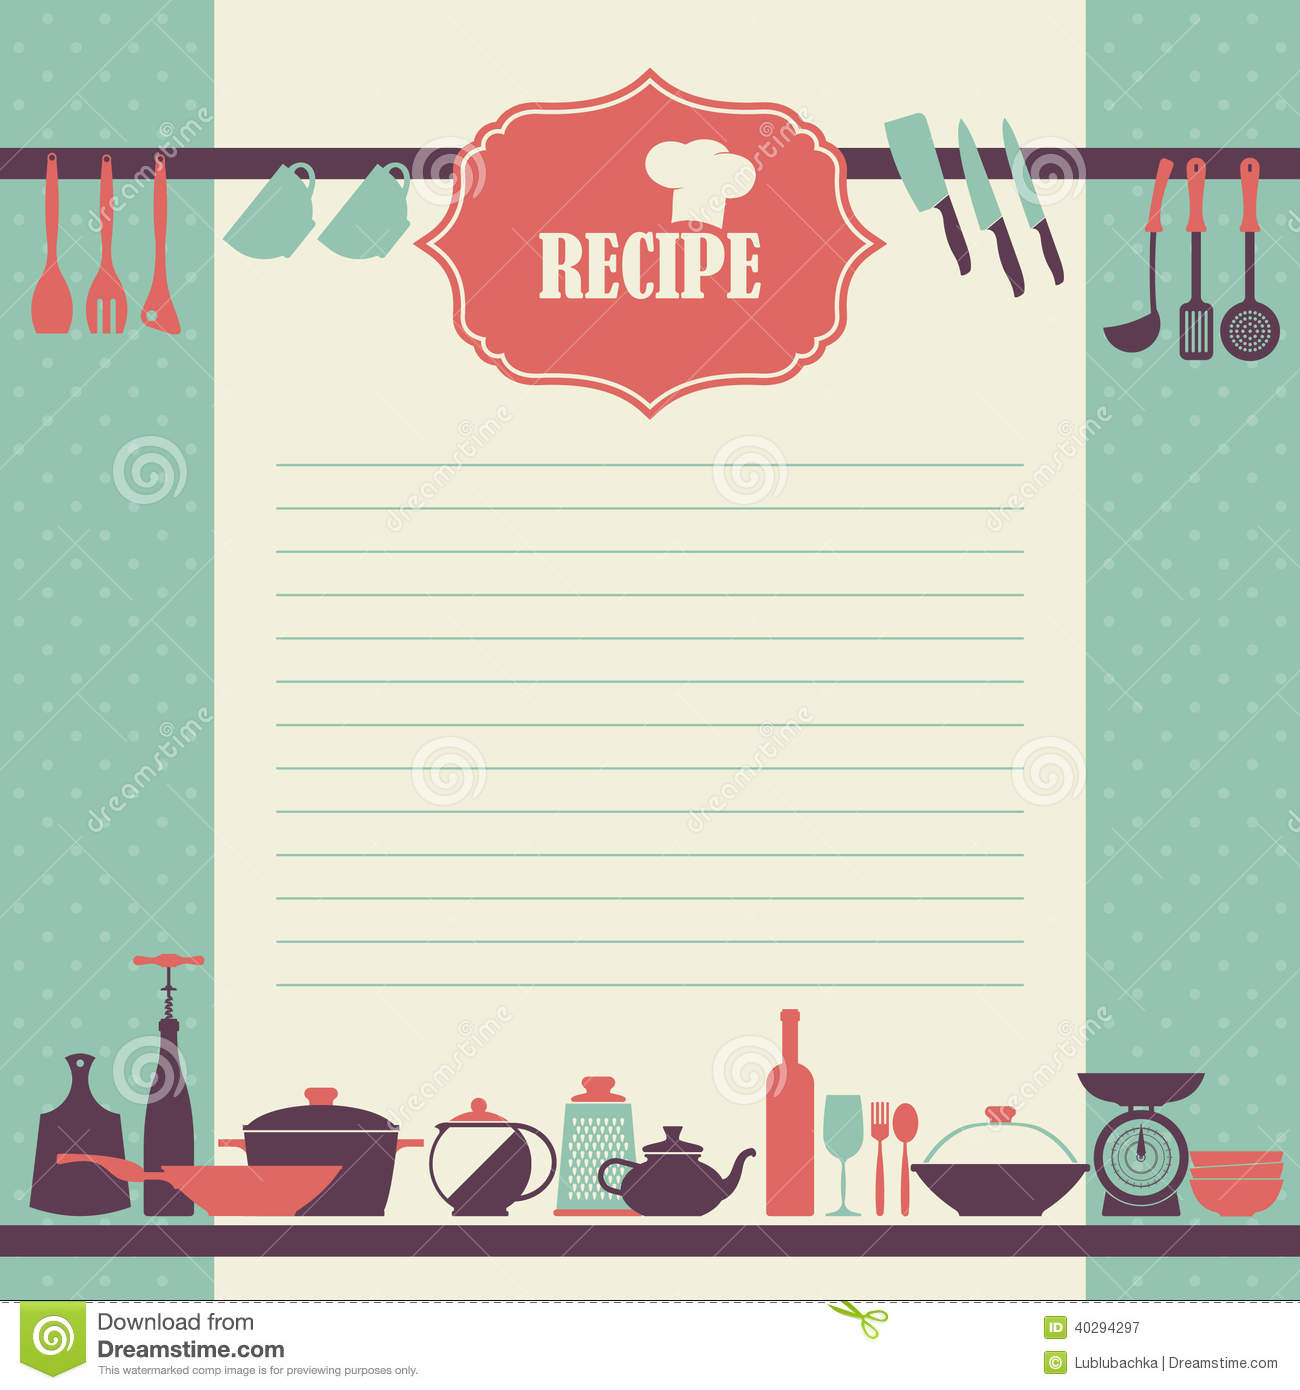 RECIPE
Download from
Dreamstime.com
This watermarked comp image is for previewing purposes only.
ID 40294297
© Lublubachka | Dreamstime.com
dreamstime